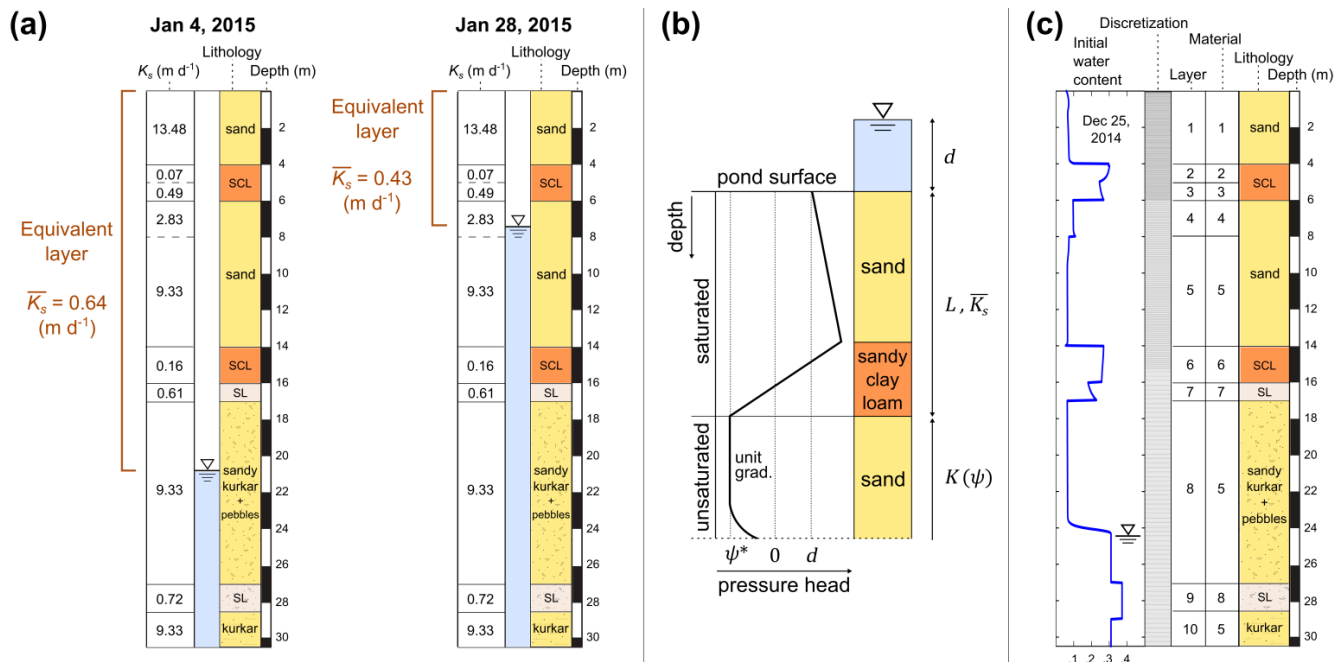 (a)
Jan 4, 2015
Lithology
Kₛ (m d⁻¹)
Depth (m)
Equivalent
layer
K̅ₛ = 0.64
(m d⁻¹)
13.48
0.07
0.49
2.83
9.33
0.16
0.61
9.33
0.72
9.33
sand
SCL
sand
SCL
SL
sandy
kurkar
+
pebbles
SL
kurkar
2
4
6
8
10
12
14
16
18
20
22
24
26
28
30
Jan 28, 2015
Lithology
Kₛ (m d⁻¹)
Depth (m)
Equivalent
layer
K̅ₛ = 0.43
(m d⁻¹)
13.48
0.07
0.49
2.83
9.33
0.16
0.61
9.33
0.72
9.33
sand
SCL
sand
SCL
SL
sandy
kurkar
+
pebbles
SL
kurkar
2
4
6
8
10
12
14
16
18
20
22
24
26
28
30
(b)
pond surface
depth
saturated
unsaturated
unit
grad.
ψ* 0 d
pressure head
sand
sandy
clay
loam
sand
d
L , K̅ₛ
K(ψ)
(c)
Discretization
Initial
water
content
Material
Layer
Lithology
Depth (m)
Dec 25,
2014
1 1
2 2
3 3
4 4
5 5
6 6
7 7
8 5
9 8
10 5
sand
SCL
sand
SCL
SL
sandy
kurkar
+
pebbles
SL
kurkar
2
4
6
8
10
12
14
16
18
20
22
24
26
28
30
.1 .2 .3 .4